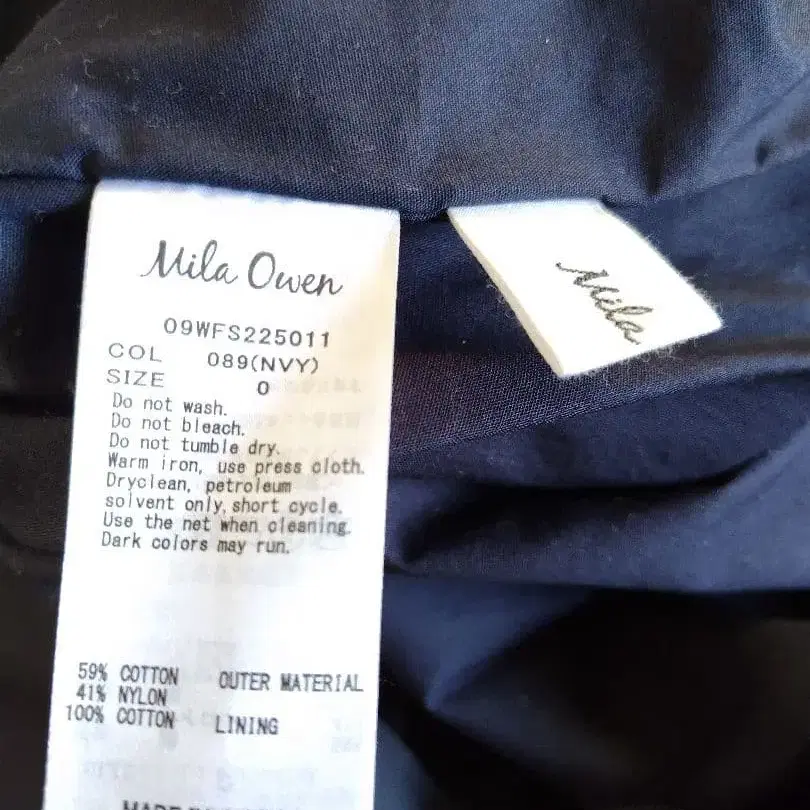 Mila Owen
09WFS225011
COL 089(NVY)
SIZE 0
Do not wash.
Do not bleach.
Do not tumble dry.
Warm iron, use press cloth.
Dryclean, petroleum
solvent only, short cycle.
Use the net when cleaning.
Dark colors may run.
59% COTTON OUTER MATERIAL
41% NYLON
100% COTTON LINING
Mila